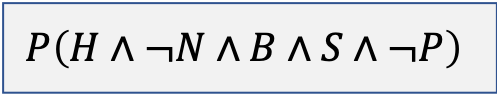 P(H ∧ ¬N ∧ B ∧ S ∧ ¬P)